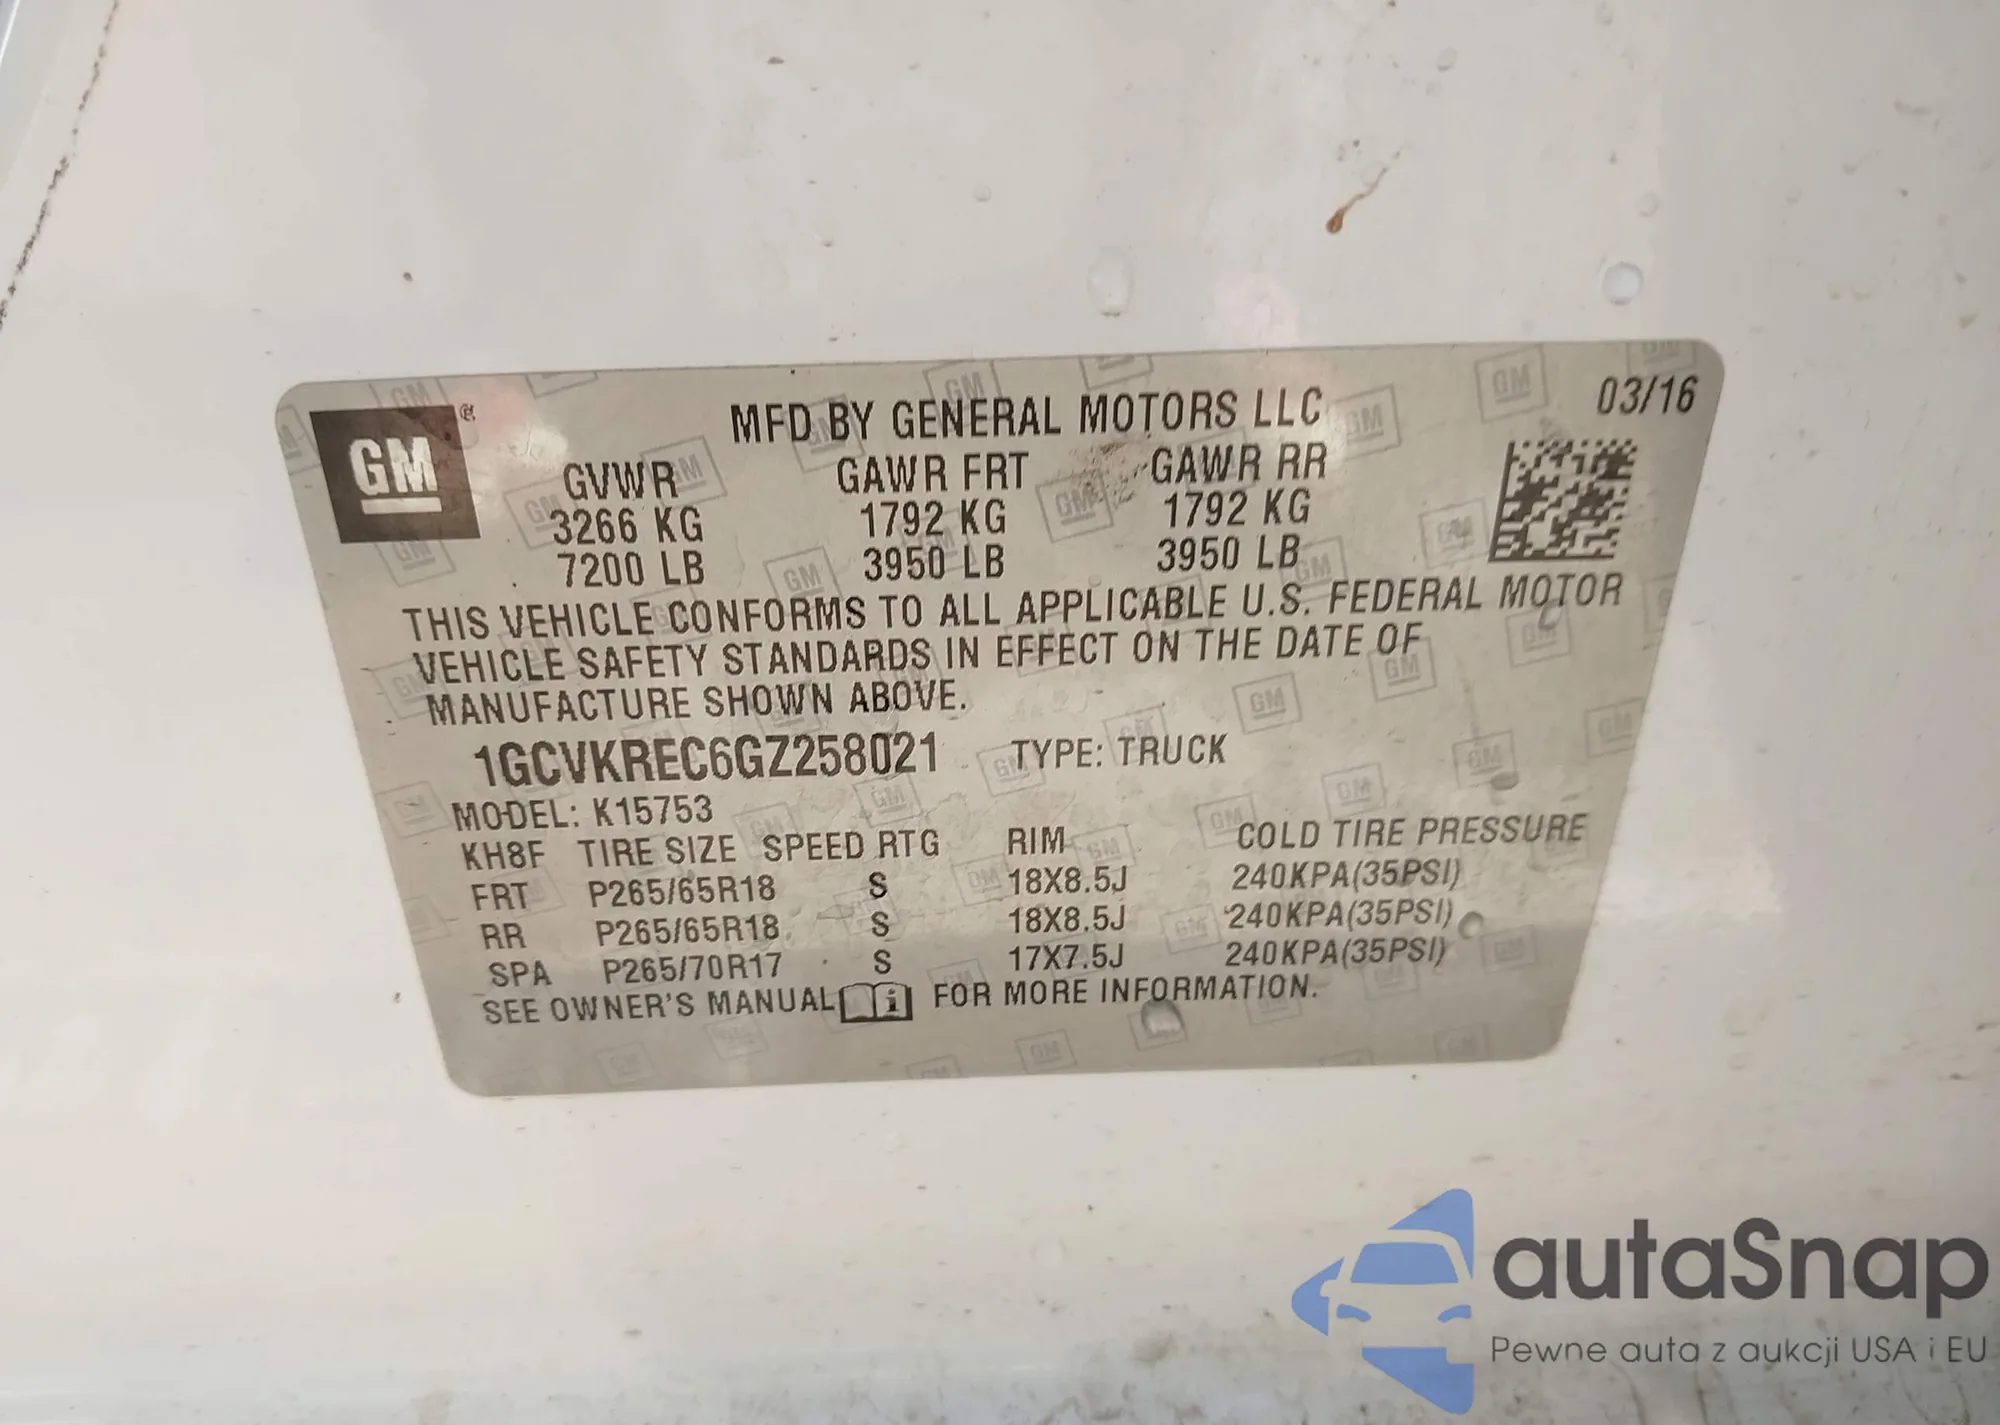 GM
MFD BY GENERAL MOTORS LLC 03/16
GVWR GAWR FRT GAWR RR
3266 KG 1792 KG 1792 KG
7200 LB 3950 LB 3950 LB
THIS VEHICLE CONFORMS TO ALL APPLICABLE U.S. FEDERAL MOTOR
VEHICLE SAFETY STANDARDS IN EFFECT ON THE DATE OF
MANUFACTURE SHOWN ABOVE.
1GCVKREC6GZ258021 TYPE: TRUCK
MODEL: K15753
KH8F TIRE SIZE SPEED RTG RIM COLD TIRE PRESSURE
FRT P265/65R18 S 18X8.5J 240KPA(35PSI)
RR P265/65R18 S 18X8.5J 240KPA(35PSI)
SPA P265/70R17 S 17X7.5J 240KPA(35PSI)
SEE OWNER'S MANUAL FOR MORE INFORMATION.
autaSnap
Pewne auta z aukcji USA i EU